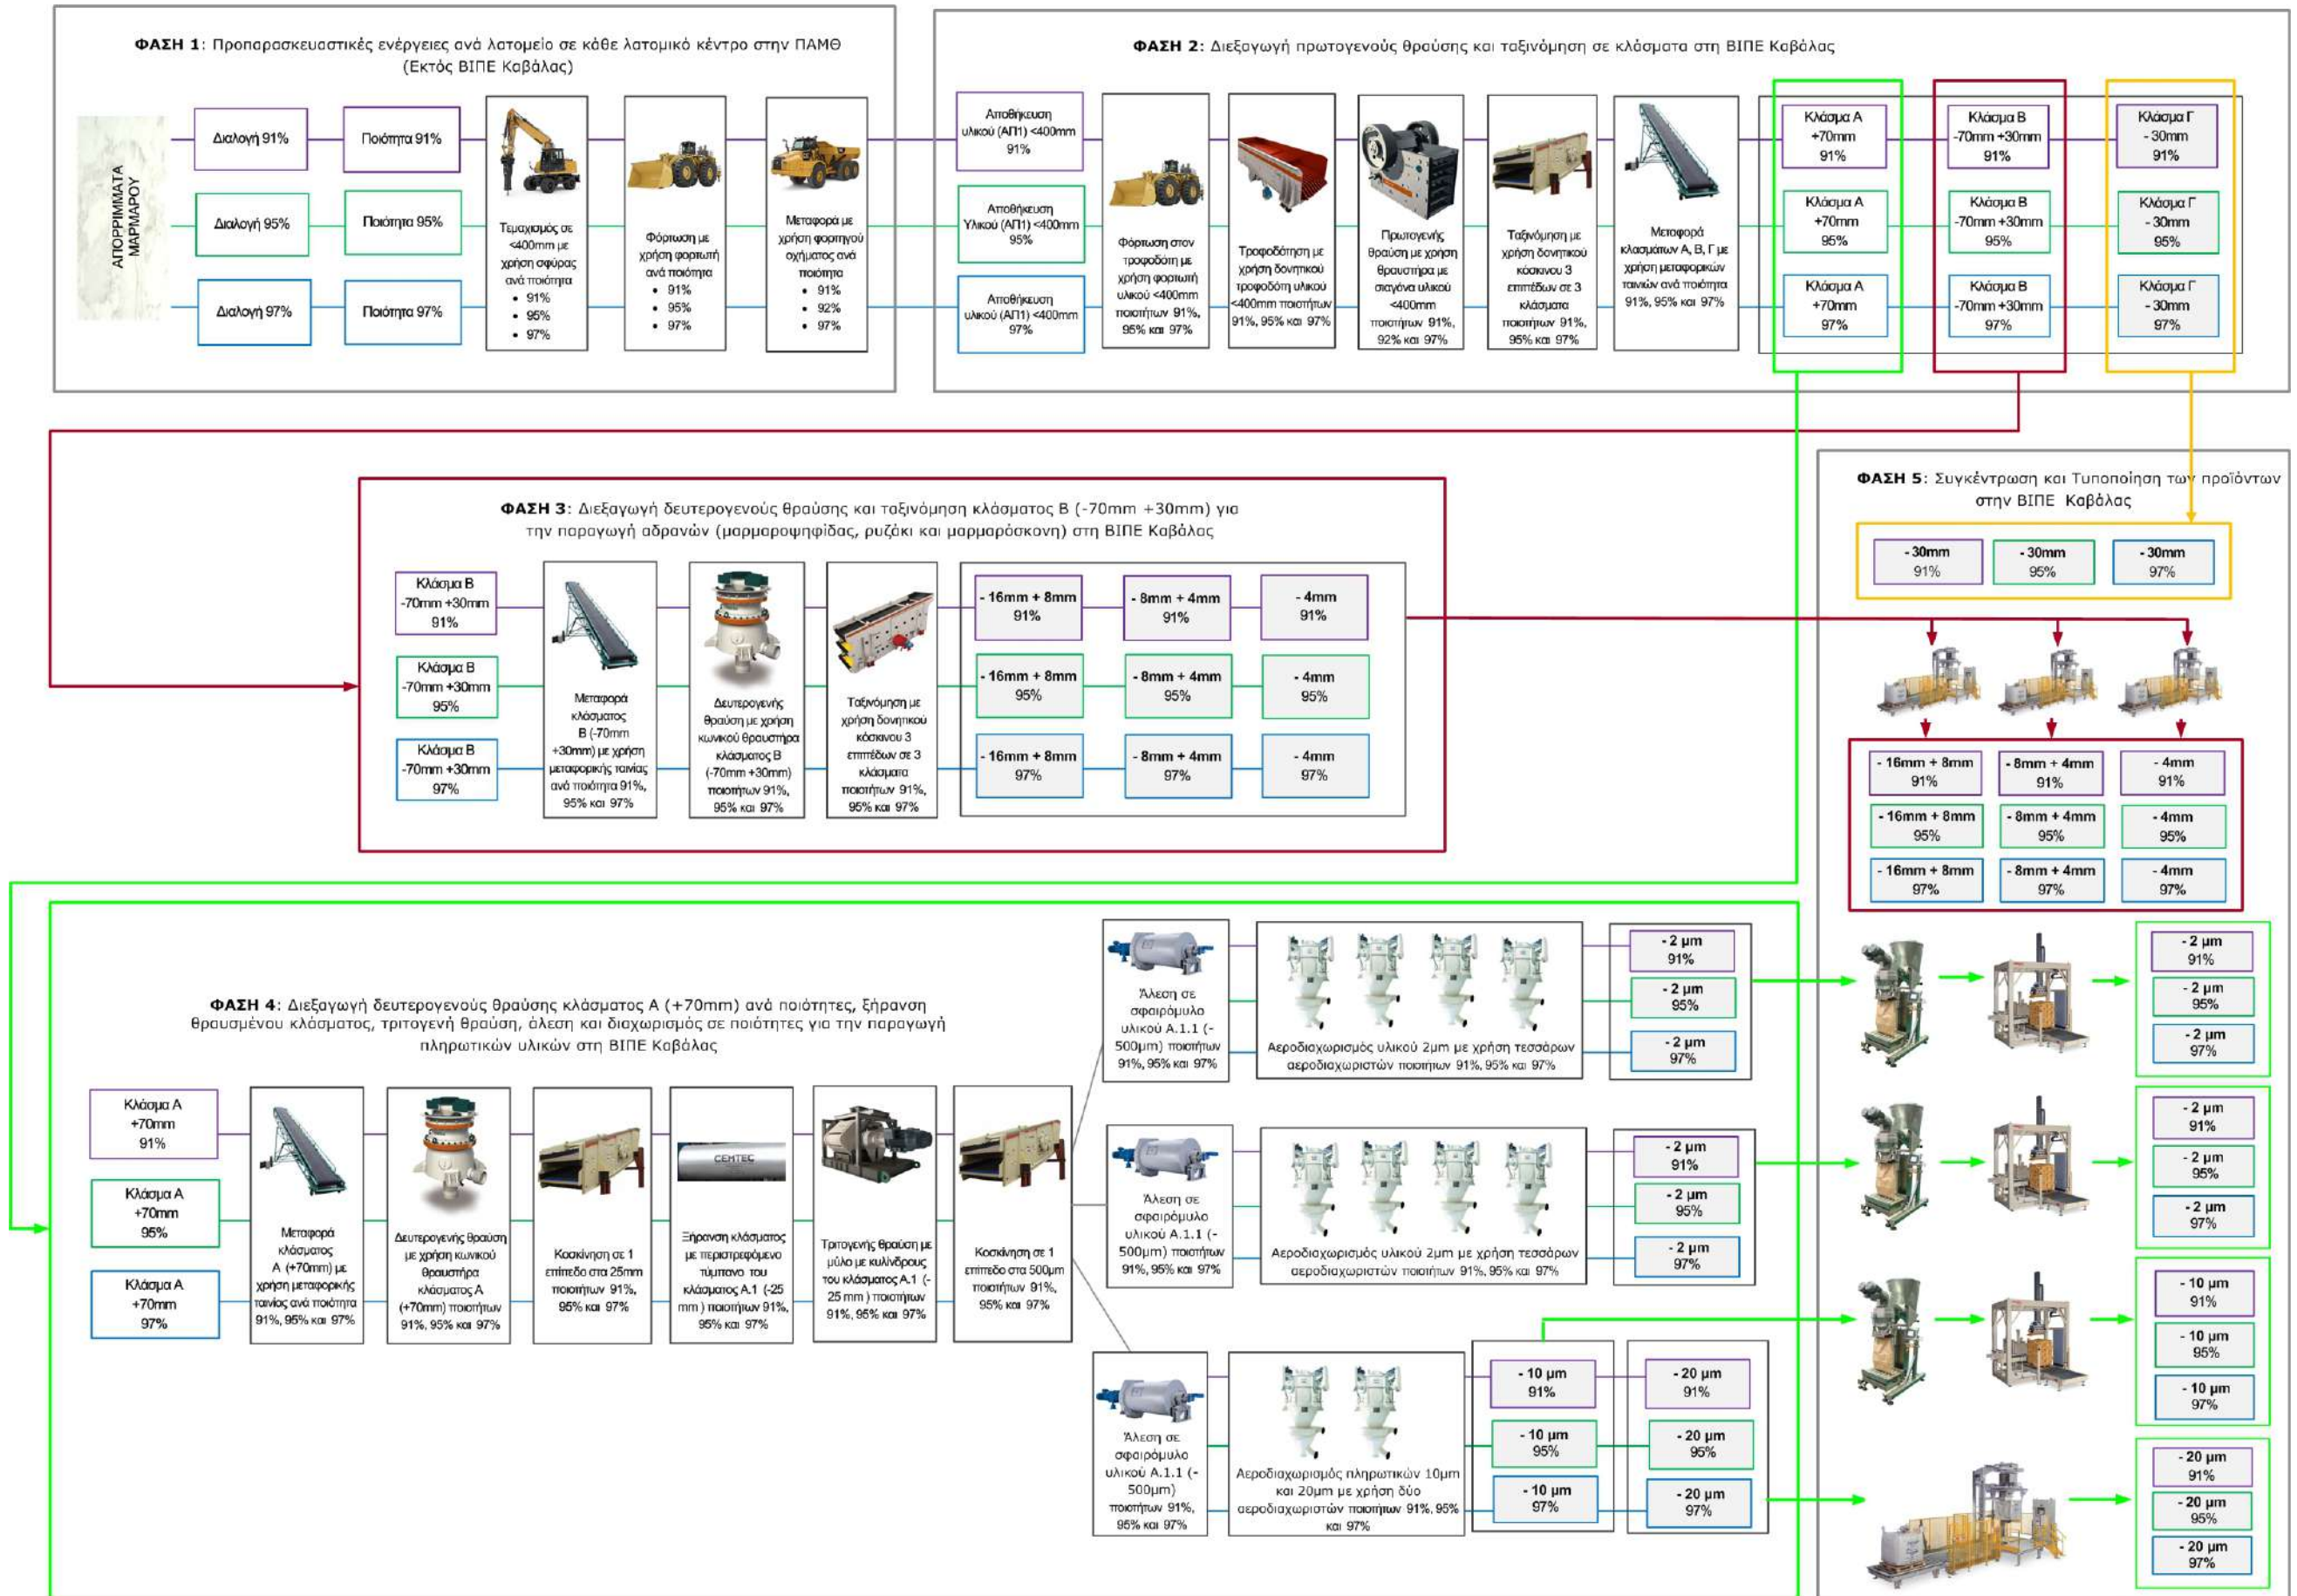 ΦΑΣΗ 1: Προπαρασκευαστικές ενέργειες ανά λατομείο σε κάθε λατομικό κέντρο στην ΠΑΜΘ
(Εκτός ΒΙΠΕ Καβάλας)
ΑΠΟΡΡΙΜΜΑΤΑ
ΜΑΡΜΑΡΟΥ
Διαλογή 91%
Ποιότητα 91%
Διαλογή 95%
Ποιότητα 95%
Διαλογή 97%
Ποιότητα 97%
Τεμαχισμός σε
<400mm με
χρήση σφύρας
ανά ποιότητα
• 91%
• 95%
• 97%
Φόρτωση με
χρήση φορτωτή
ανά ποιότητα
• 91%
• 95%
• 97%
Μεταφορά με
χρήση φορτηγού
οχήματος ανά
ποιότητα
• 91%
• 92%
• 97%
ΦΑΣΗ 2: Διεξαγωγή πρωτογενούς θραύσης και ταξινόμηση σε κλάσματα στη ΒΙΠΕ Καβάλας
Αποθήκευση
υλικού (ΑΠ1) <400mm
91%
Αποθήκευση
Υλικού (ΑΠ1) <400mm
95%
Αποθήκευση
υλικού (ΑΠ1) <400mm
97%
Φόρτωση στον
τροφοδότη με
χρήση φορτωτή
υλικού <400mm
ποιοτήτων 91%,
95% και 97%
Τροφοδότηση με
χρήση δονητικού
τροφοδότη υλικού
<400mm ποιοτήτων
91%, 95% και 97%
Πρωτογενής
θραύση με χρήση
θραυστήρα με
σιαγόνα υλικού
<400mm
ποιοτήτων 91%,
92% και 97%
Ταξινόμηση με
χρήση δονητικού
κόσκινου 3
επιπέδων σε 3
κλάσματα
ποιοτήτων 91%,
95% και 97%
Μεταφορά
κλασμάτων Α, Β, Γ με
χρήση μεταφορικών
ταινιών ανά ποιότητα
91%, 95% και 97%
Κλάσμα Α
+70mm
91%
Κλάσμα Β
-70mm +30mm
91%
Κλάσμα Γ
- 30mm
91%
Κλάσμα Α
+70mm
95%
Κλάσμα Β
-70mm +30mm
95%
Κλάσμα Γ
- 30mm
95%
Κλάσμα Α
+70mm
97%
Κλάσμα Β
-70mm +30mm
97%
Κλάσμα Γ
- 30mm
97%
ΦΑΣΗ 3: Διεξαγωγή δευτερογενούς θραύσης και ταξινόμηση κλάσματος Β (-70mm +30mm) για
την παραγωγή αδρανών (μαρμαροψηφίδας, ρυζάκι και μαρμαρόσκονη) στη ΒΙΠΕ Καβάλας
Κλάσμα Β
-70mm +30mm
91%
Κλάσμα Β
-70mm +30mm
95%
Κλάσμα Β
-70mm +30mm
97%
Μεταφορά
κλάσματος
Β (-70mm
+30mm) με χρήση
μεταφορικής ταινίας
ανά ποιότητα 91%,
95% και 97%
Δευτερογενής
θραύση με χρήση
κωνικού θραυστήρα
κλάσματος Β
(-70mm +30mm)
ποιοτήτων 91%,
95% και 97%
Ταξινόμηση με
χρήση δονητικού
κόσκινου 3
επιπέδων σε 3
κλάσματα
ποιοτήτων 91%,
95% και 97%
- 16mm + 8mm
91%
- 8mm + 4mm
91%
- 4mm
91%
- 16mm + 8mm
95%
- 8mm + 4mm
95%
- 4mm
95%
- 16mm + 8mm
97%
- 8mm + 4mm
97%
- 4mm
97%
ΦΑΣΗ 5: Συγκέντρωση και Τυποποίηση των προϊόντων
στην ΒΙΠΕ Καβάλας
- 30mm
91%
- 30mm
95%
- 30mm
97%
- 16mm + 8mm
91%
- 8mm + 4mm
91%
- 4mm
91%
- 16mm + 8mm
95%
- 8mm + 4mm
95%
- 4mm
95%
- 16mm + 8mm
97%
- 8mm + 4mm
97%
- 4mm
97%
ΦΑΣΗ 4: Διεξαγωγή δευτερογενούς θραύσης κλάσματος Α (+70mm) ανά ποιότητες, ξήρανση
θραυσμένου κλάσματος, τριτογενή θραύση, άλεση και διαχωρισμός σε ποιότητες για την παραγωγή
πληρωτικών υλικών στη ΒΙΠΕ Καβάλας
Κλάσμα Α
+70mm
91%
Κλάσμα Α
+70mm
95%
Κλάσμα Α
+70mm
97%
Μεταφορά
κλάσματος
Α (+70mm) με
χρήση μεταφορικής
ταινίας ανά ποιότητα
91%, 95% και 97%
Δευτερογενής θραύση
με χρήση κωνικού
θραυστήρα
κλάσματος Α
(+70mm) ποιοτήτων
91%, 95% και 97%
Κοσκίνηση σε 1
επίπεδο στα 25mm
ποιοτήτων 91%,
95% και 97%
CEMTEC
Ξήρανση κλάσματος
με περιστρεφόμενο
τύμπανο του
κλάσματος Α.1 (-25
mm ) ποιοτήτων 91%,
95% και 97%
Τριτογενής θραύση με
μύλο με κυλίνδρους
του κλάσματος Α.1 (-
25 mm ) ποιοτήτων
91%, 95% και 97%
Κοσκίνηση σε 1
επίπεδο στα 500μm
ποιοτήτων 91%,
95% και 97%
Άλεση σε
σφαιρόμυλο
υλικού Α.1.1 (-
500μm) ποιοτήτων
91%, 95% και 97%
Αεροδιαχωρισμός υλικού 2μm με χρήση τεσσάρων
αεροδιαχωριστών ποιοτήτων 91%, 95% και 97%
- 2 μm
91%
- 2 μm
95%
- 2 μm
97%
- 2 μm
91%
- 2 μm
95%
- 2 μm
97%
Άλεση σε
σφαιρόμυλο
υλικού Α.1.1 (-
500μm) ποιοτήτων
91%, 95% και 97%
Αεροδιαχωρισμός υλικού 2μm με χρήση τεσσάρων
αεροδιαχωριστών ποιοτήτων 91%, 95% και 97%
- 2 μm
91%
- 2 μm
95%
- 2 μm
97%
- 2 μm
91%
- 2 μm
95%
- 2 μm
97%
Άλεση σε
σφαιρόμυλο
υλικού Α.1.1 (-
500μm)
ποιοτήτων 91%,
95% και 97%
Αεροδιαχωρισμός πληρωτικών 10μm
και 20μm με χρήση δύο
αεροδιαχωριστών ποιοτήτων 91%, 95%
και 97%
- 10 μm
91%
- 20 μm
91%
- 10 μm
95%
- 20 μm
95%
- 10 μm
97%
- 20 μm
97%
- 10 μm
91%
- 10 μm
95%
- 10 μm
97%
- 20 μm
91%
- 20 μm
95%
- 20 μm
97%